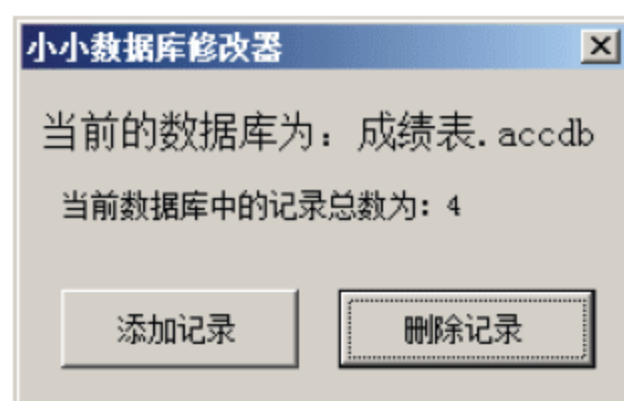 小小数据库修改器
当前的数据库为：成绩表.accdb
当前数据库中的记录总数为：4
添加记录
删除记录